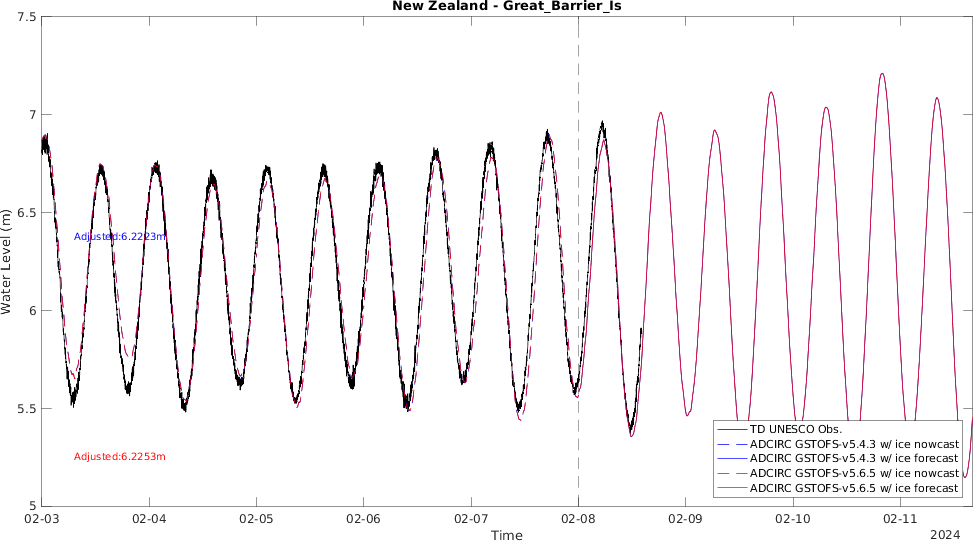 New Zealand - Great_Barrier_Is
7.5
7
6.5
6
5.5
5
Water Level (m)
Adjusted:6.2223m
Adjusted:6.2253m
TD UNESCO Obs.
ADCIRC GSTOFS-v5.4.3 w/ ice nowcast
ADCIRC GSTOFS-v5.4.3 w/ ice forecast
ADCIRC GSTOFS-v5.6.5 w/ ice nowcast
ADCIRC GSTOFS-v5.6.5 w/ ice forecast
02-03 02-04 02-05 02-06 02-07 02-08 02-09 02-10 02-11
Time
2024